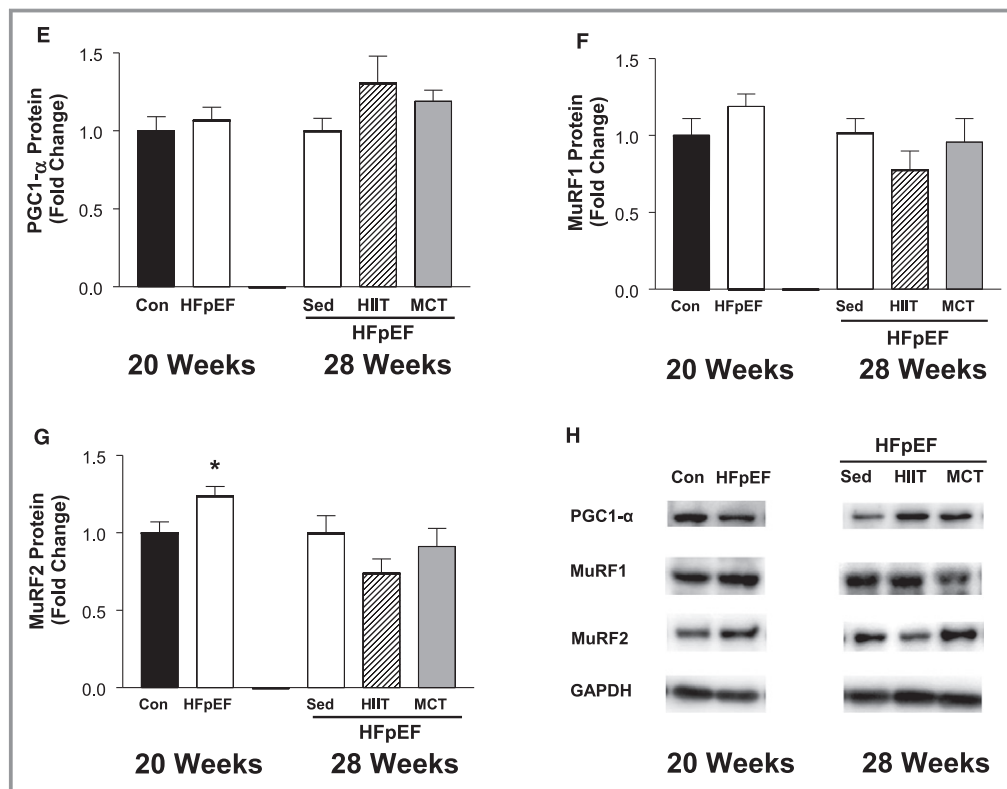 E
PGC1-α Protein
(Fold Change)
1.5
1.0
0.5
0.0
Con HFpEF
Sed HIIT MCT
HFpEF
20 Weeks 28 Weeks
F
MuRF1 Protein
(Fold Change)
1.5
1.0
0.5
0.0
Con HFpEF
Sed HIIT MCT
HFpEF
20 Weeks 28 Weeks
G
MuRF2 Protein
(Fold Change)
1.5
*
1.0
0.5
0.0
Con HFpEF
Sed HIIT MCT
HFpEF
20 Weeks 28 Weeks
H
HFpEF
Con HFpEF Sed HIIT MCT
PGC1-α
MuRF1
MuRF2
GAPDH
20 Weeks 28 Weeks